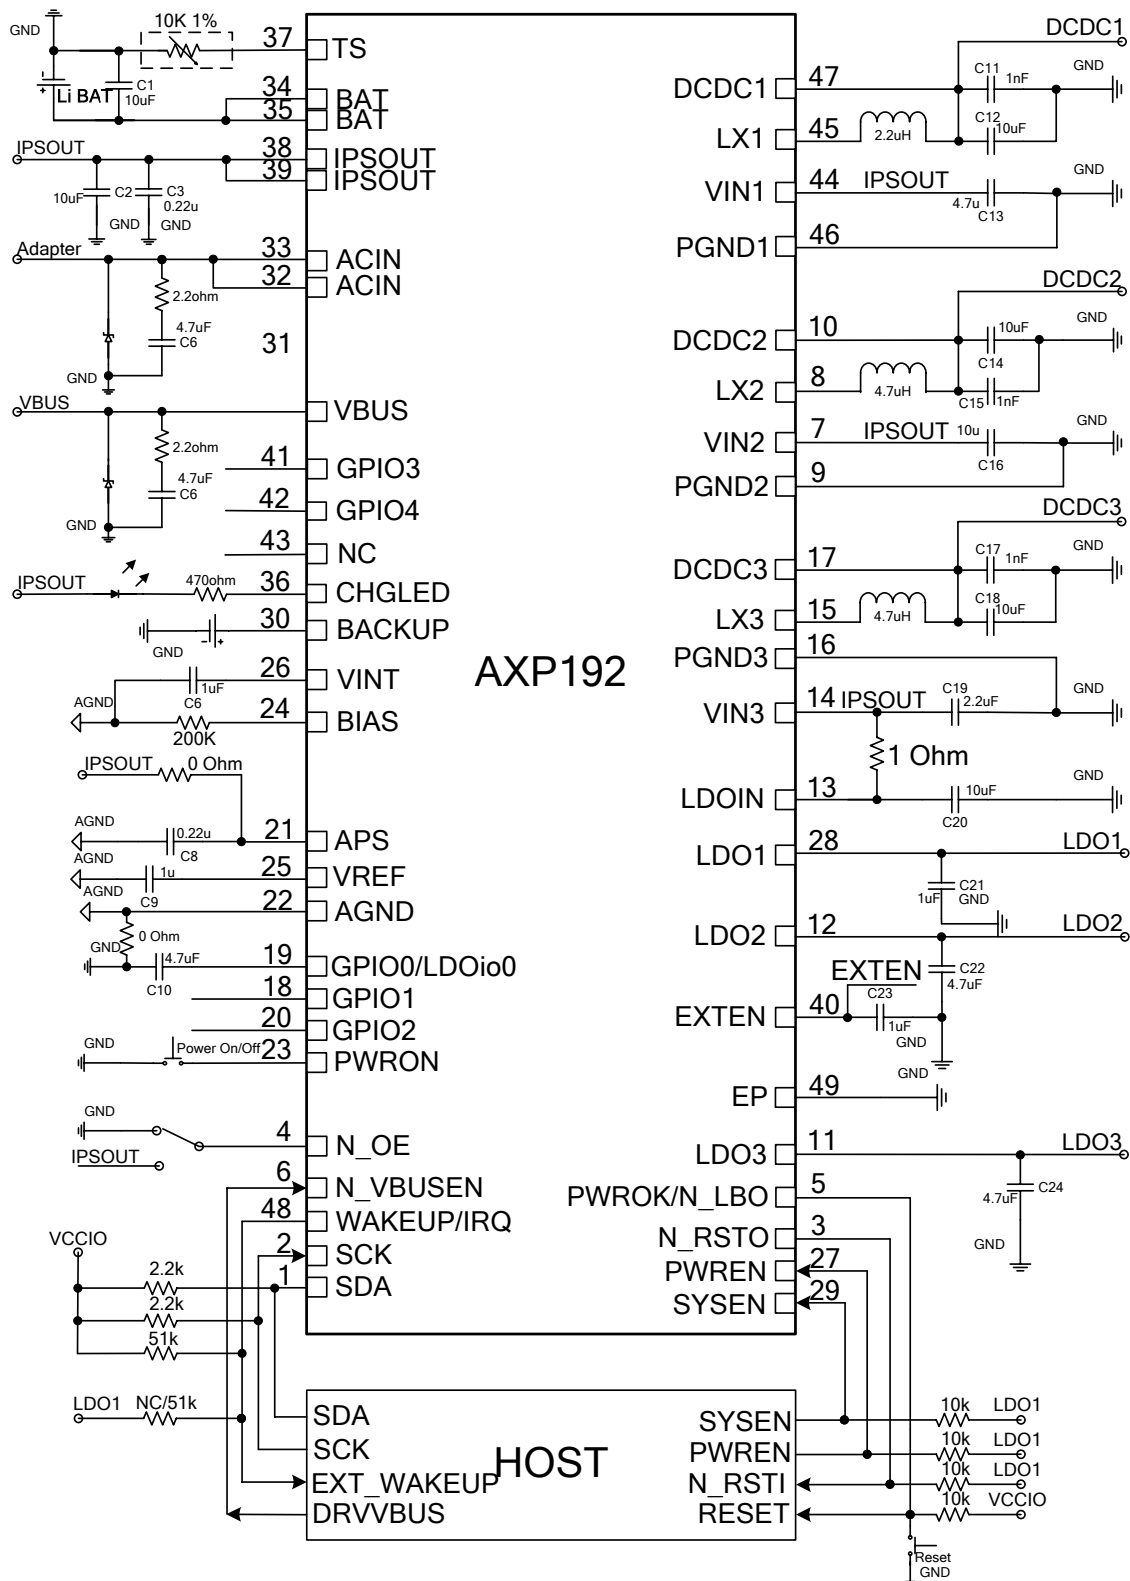 GND
10K 1%
37
TS
C1
10uF
Li BAT
34
BAT
35
BAT
IPSOUT
38
IPSOUT
39
IPSOUT
10uF
C2
C3
0.22u
GND
GND
Adapter
33
ACIN
32
ACIN
2.2ohm
4.7uF
C6
31
GND
VBUS
VBUS
2.2ohm
4.7uF
C6
GND
41
GPIO3
42
GPIO4
43
NC
IPSOUT
470ohm
36
CHGLED
30
BACKUP
GND
26
VINT
1uF
C6
AGND
24
BIAS
200K
IPSOUT
0 Ohm
AGND
0.22u
C8
21
APS
AGND
1u
C9
25
VREF
AGND
22
AGND
0 Ohm
GND
4.7uF
C10
19
GPIO0/LDOio0
18
GPIO1
20
GPIO2
GND
Power On/Off
23
PWRON
GND
4
N_OE
IPSOUT
6
N_VBUSEN
48
WAKEUP/IRQ
VCCIO
2
SCK
2.2k
1
SDA
2.2k
51k
LDO1
NC/51k
AXP192
DCDC1
47
DCDC1
C11
1nF
GND
C12
10uF
45
LX1
2.2uH
44
VIN1
IPSOUT
4.7u
C13
GND
46
PGND1
DCDC2
10
DCDC2
10uF
C14
GND
8
LX2
4.7uH
C15
1nF
7
VIN2
IPSOUT
10u
C16
GND
9
PGND2
DCDC3
17
DCDC3
C17
1nF
GND
C18
10uF
15
LX3
4.7uH
16
PGND3
14
VIN3
IPSOUT
C19
2.2uF
GND
1 Ohm
13
LDOIN
10uF
C20
GND
28
LDO1
LDO1
C21
1uF
GND
12
LDO2
LDO2
C22
4.7uF
EXTEN
40
EXTEN
C23
1uF
GND
GND
49
EP
11
LDO3
LDO3
C24
4.7uF
GND
5
PWROK/N_LBO
3
N_RSTO
27
PWREN
29
SYSEN
HOST
SDA
SCK
EXT_WAKEUP
DRVVBUS
SYSEN
10k
LDO1
PWREN
10k
LDO1
N_RSTI
10k
LDO1
RESET
10k
VCCIO
Reset
GND